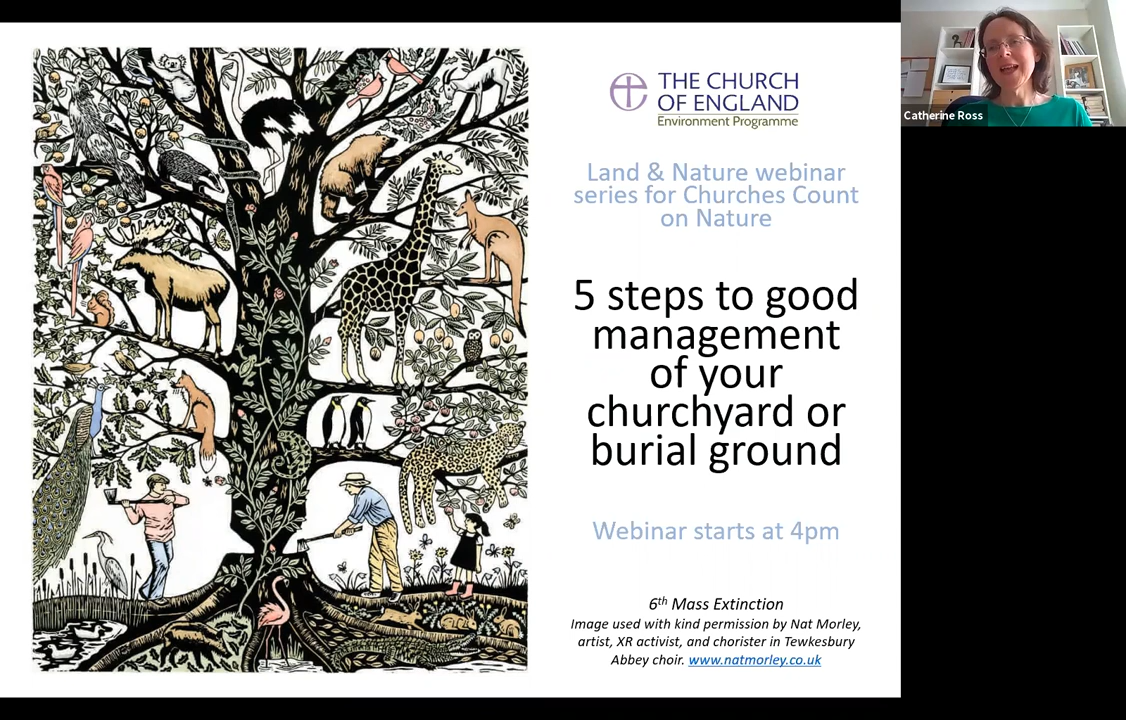 THE CHURCH
OF ENGLAND
Environment Programme
Land & Nature webinar
series for Churches Count
on Nature
5 steps to good
management
of your
churchyard or
burial ground
Webinar starts at 4pm
6th Mass Extinction
Image used with kind permission by Nat Morley,
artist, XR activist, and chorister in Tewkesbury
Abbey choir. www.natmorley.co.uk
Catherine Ross